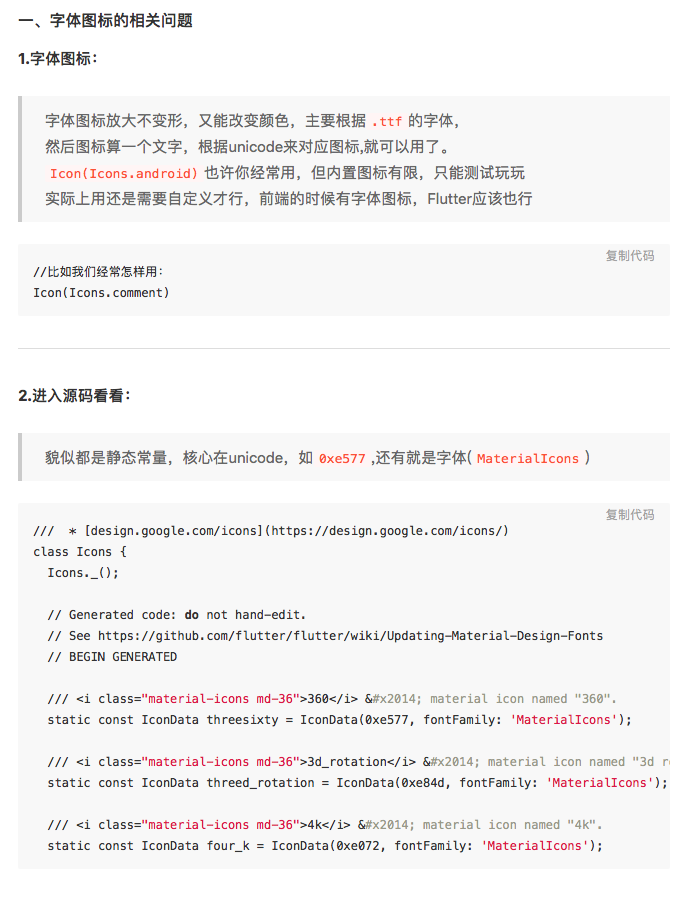 一、字体图标的相关问题
1.字体图标：
字体图标放大不变形，又能改变颜色，主要根据 .ttf 的字体，
然后图标算一个文字，根据unicode来对应图标,就可以用了。
Icon(Icons.android) 也许你经常用，但内置图标有限，只能测试玩玩
实际上用还是需要自定义才行，前端的时候有字体图标，Flutter应该也行
复制代码
//比如我们经常怎样用：
Icon(Icons.comment)
2.进入源码看看：
貌似都是静态常量，核心在unicode，如 0xe577 ,还有就是字体( MaterialIcons )
复制代码
///  * [design.google.com/icons](https://design.google.com/icons/)
class Icons {
  Icons._();
  // Generated code: do not hand-edit.
  // See https://github.com/flutter/flutter/wiki/Updating-Material-Design-Fonts
  // BEGIN GENERATED
  /// <i class="material-icons md-36">360</i> &#x2014; material icon named "360".
  static const IconData threesixty = IconData(0xe577, fontFamily: 'MaterialIcons');
  /// <i class="material-icons md-36">3d_rotation</i> &#x2014; material icon named "3d
  static const IconData threed_rotation = IconData(0xe84d, fontFamily: 'MaterialIcons');
  /// <i class="material-icons md-36">4k</i> &#x2014; material icon named "4k".
  static const IconData four_k = IconData(0xe072, fontFamily: 'MaterialIcons');